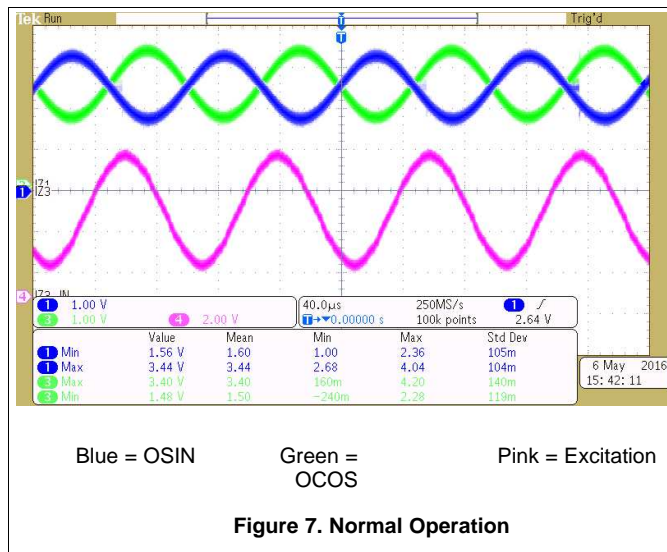 Tek Run Trig'd
T
T
Z1
1 Z3
4 Z3_IN
1 1.00 V
3 1.00 V 4 2.00 V
40.0µs 250MS/s 1 ∫
T→▼0.00000 s 100k points 2.64 V
Value Mean Min Max Std Dev
1 Min 1.56 V 1.60 1.00 2.36 105m
1 Max 3.44 V 3.44 2.68 4.04 104m
3 Max 3.40 V 3.40 160m 4.20 140m
3 Min 1.48 V 1.50 −240m 2.28 119m
6 May 2016
15:42:11
Blue = OSIN Green = OCOS Pink = Excitation
Figure 7. Normal Operation